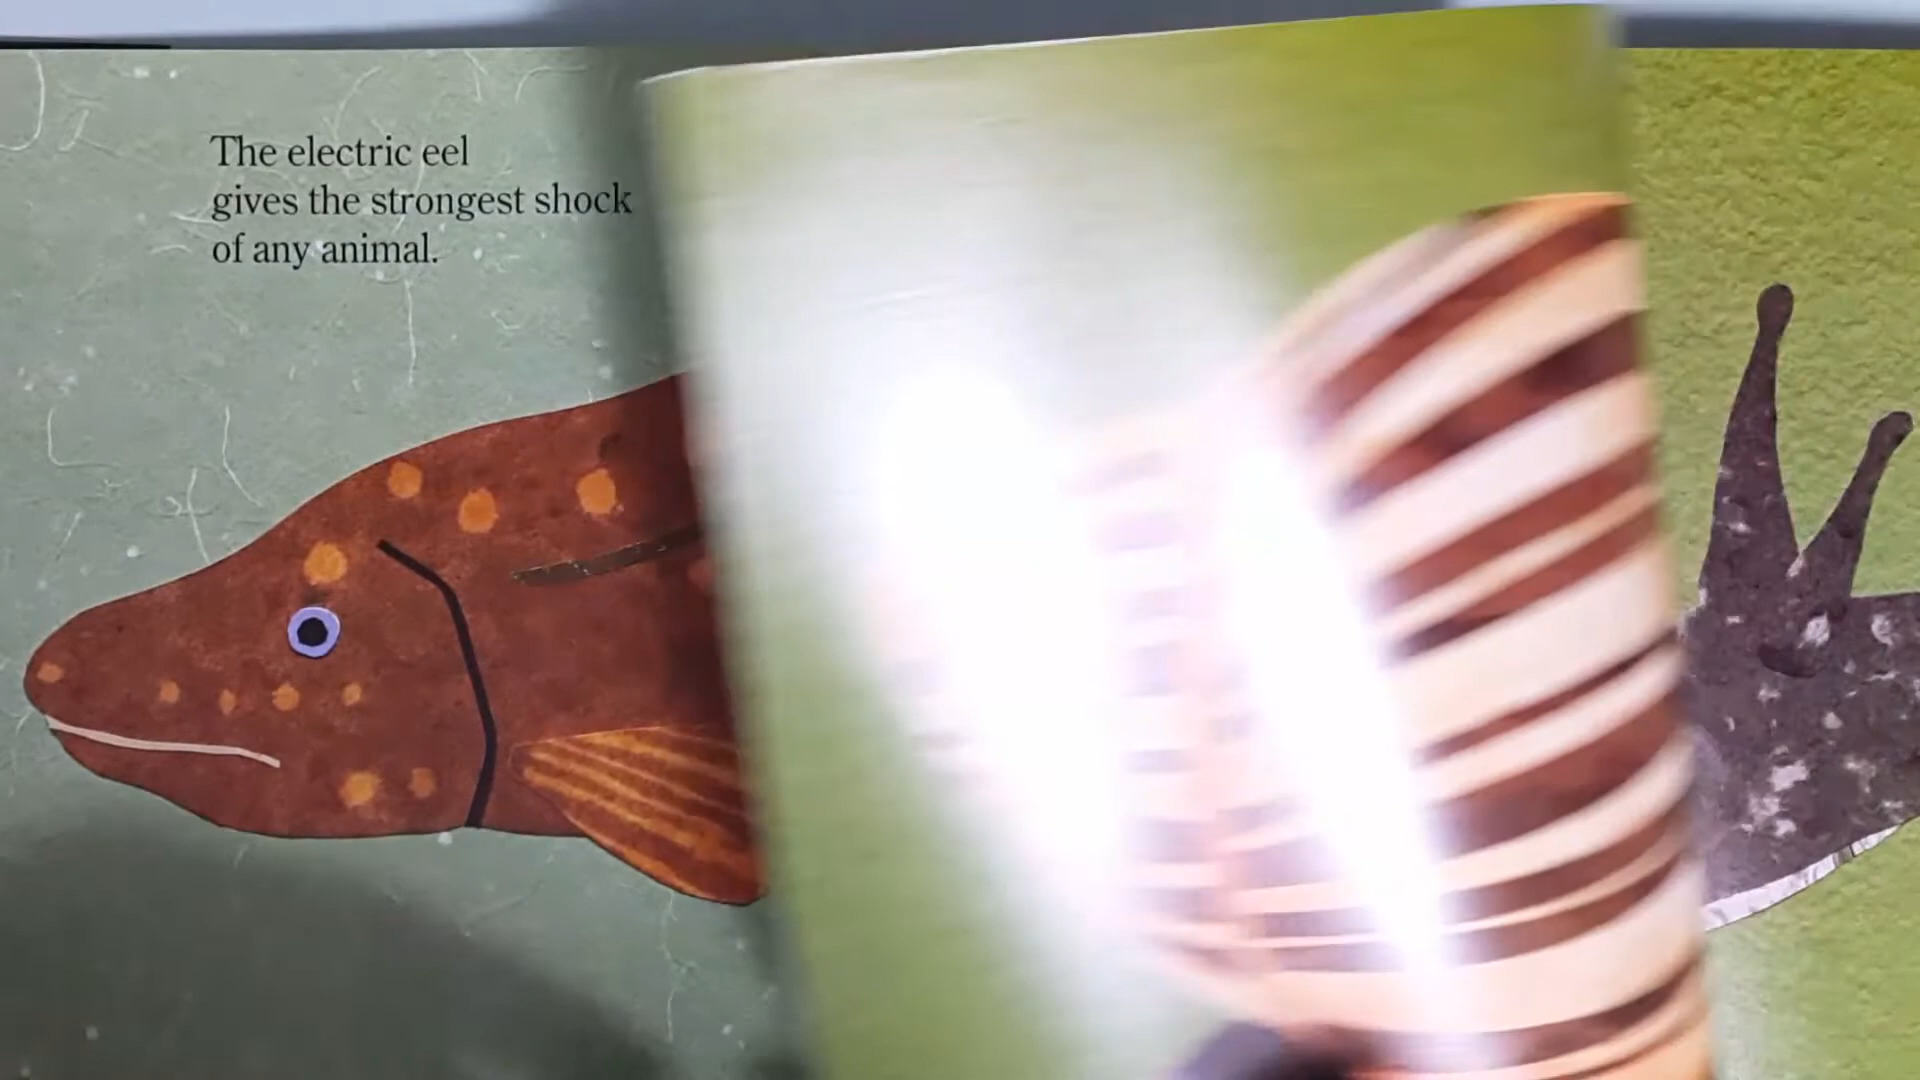 The electric eel
gives the strongest shock
of any animal.